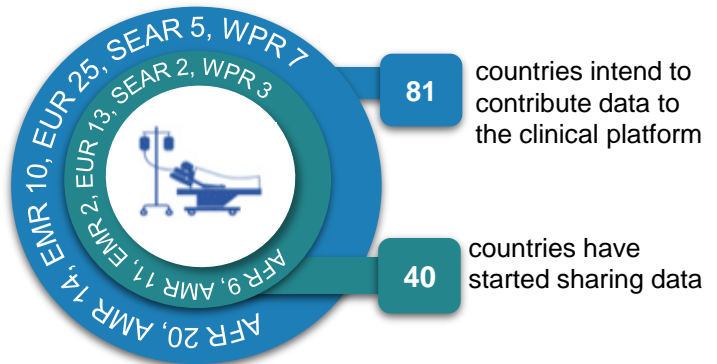 AFR 20, AMR 14, EMR 10, EUR 25, SEAR 5, WPR 7
AFR 9, AMR 11, EMR 2, EUR 13, SEAR 2, WPR 3
81
countries intend to
contribute data to
the clinical platform
40
countries have
started sharing data